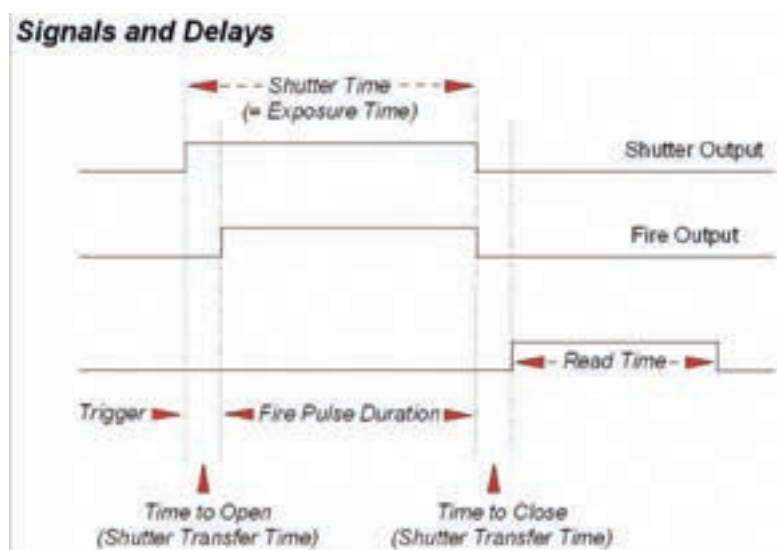 Signals and Delays
Shutter Time
(= Exposure Time)
Shutter Output
Fire Output
Read Time
Trigger
Fire Pulse Duration
Time to Open
(Shutter Transfer Time)
Time to Close
(Shutter Transfer Time)